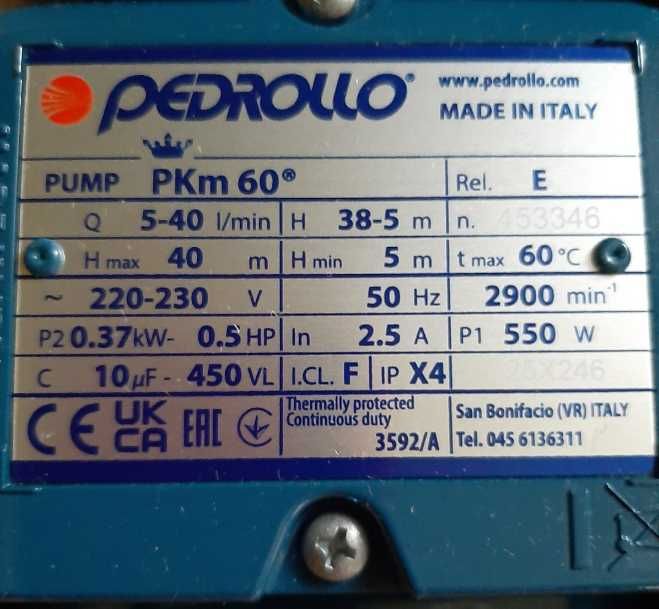 PEDROLLO®
www.pedrollo.com
MADE IN ITALY
PUMP PKm 60® Rel. E
Q 5-40 l/min H 38-5 m n. 453346
H max 40 m H min 5 m t max 60 °C
~ 220-230 V 50 Hz 2900 min⁻¹
P2 0.37kW- 0.5 HP In 2.5 A P1 550 W
C 10µF - 450 VL I.CL. F IP X4 25X246
CE UK CA EAC
Thermally protected
Continuous duty
3592/A
San Bonifacio (VR) ITALY
Tel. 045 6136311